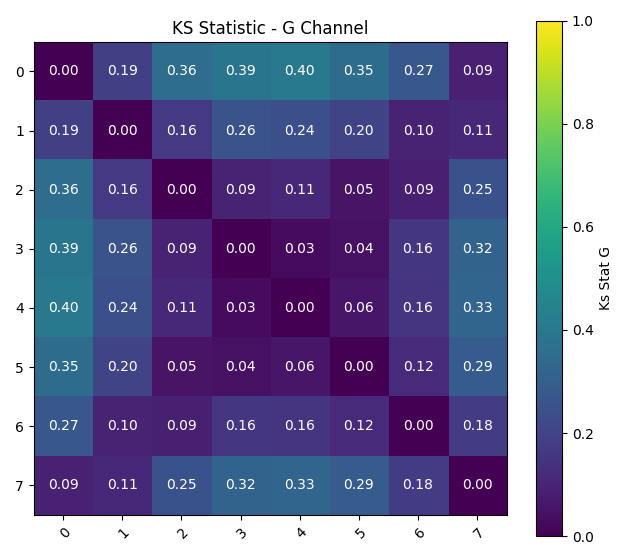 KS Statistic - G Channel
0 0.00 0.19 0.36 0.39 0.40 0.35 0.27 0.09
1 0.19 0.00 0.16 0.26 0.24 0.20 0.10 0.11
2 0.36 0.16 0.00 0.09 0.11 0.05 0.09 0.25
3 0.39 0.26 0.09 0.00 0.03 0.04 0.16 0.32
4 0.40 0.24 0.11 0.03 0.00 0.06 0.16 0.33
5 0.35 0.20 0.05 0.04 0.06 0.00 0.12 0.29
6 0.27 0.10 0.09 0.16 0.16 0.12 0.00 0.18
7 0.09 0.11 0.25 0.32 0.33 0.29 0.18 0.00
0 1 2 3 4 5 6 7
1.0
0.8
0.6
0.4
0.2
0.0
Ks Stat G